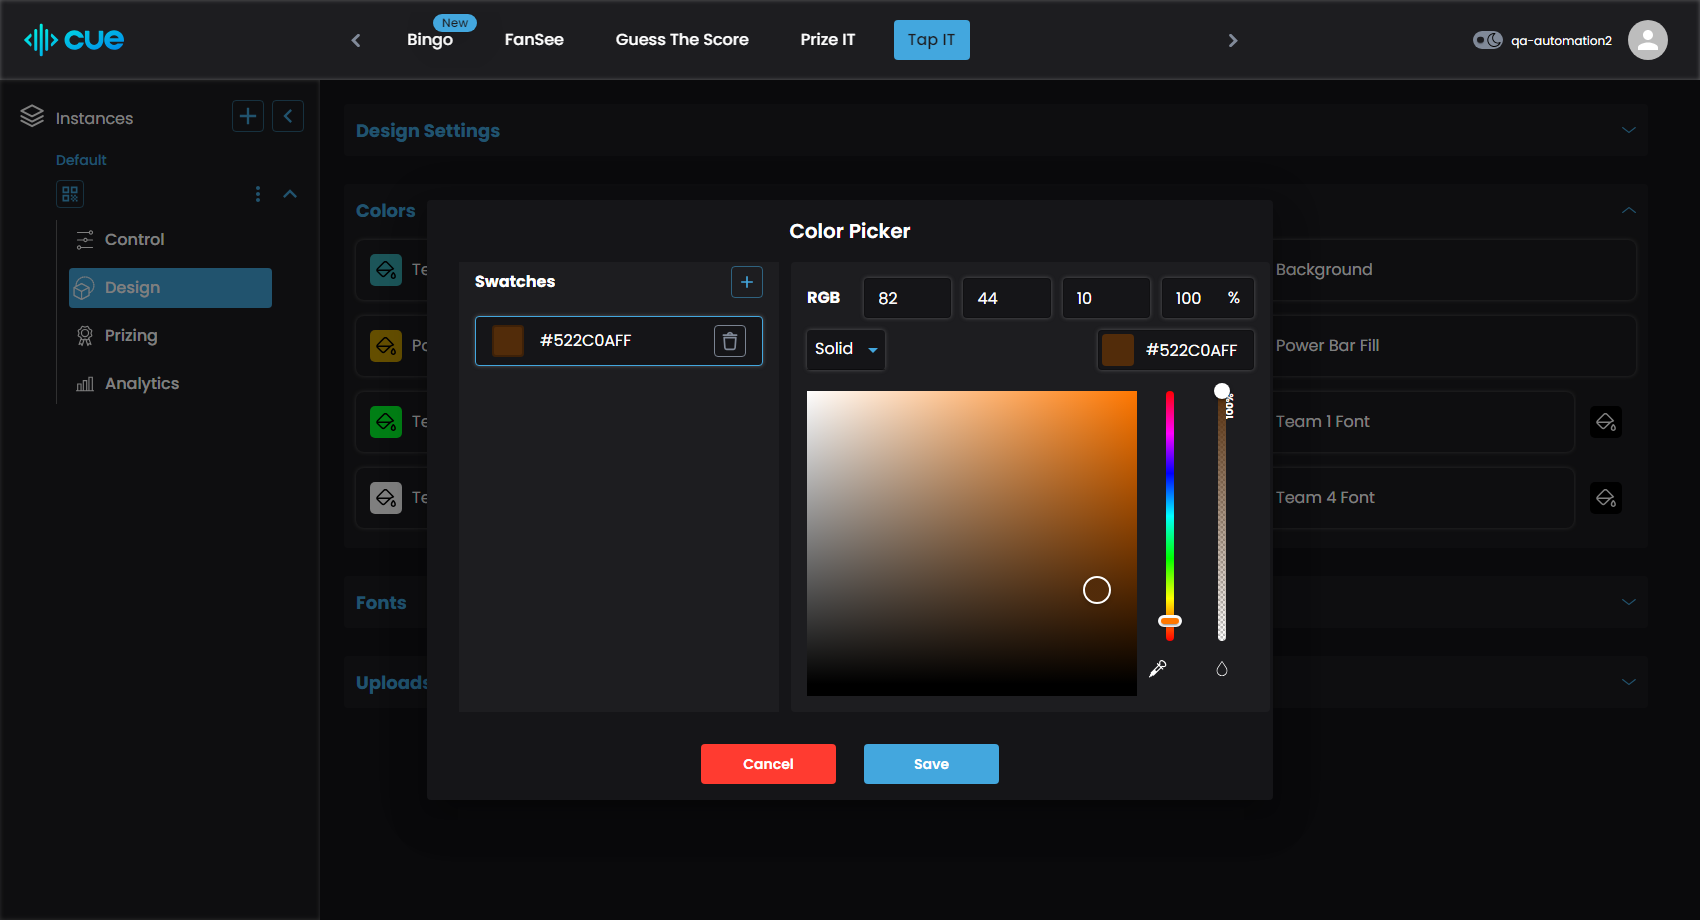 cue
New
Bingo
FanSee
Guess The Score
Prize IT
Tap IT
qa-automation2
Instances
Default
Control
Design
Prizing
Analytics
Design Settings
Colors
Te
Background
Po
Power Bar Fill
Te
Team 1 Font
Te
Team 4 Font
Fonts
Uploads
Color Picker
Swatches
#522C0AFF
RGB 82 44 10 100 %
Solid
#522C0AFF
100%
Cancel
Save